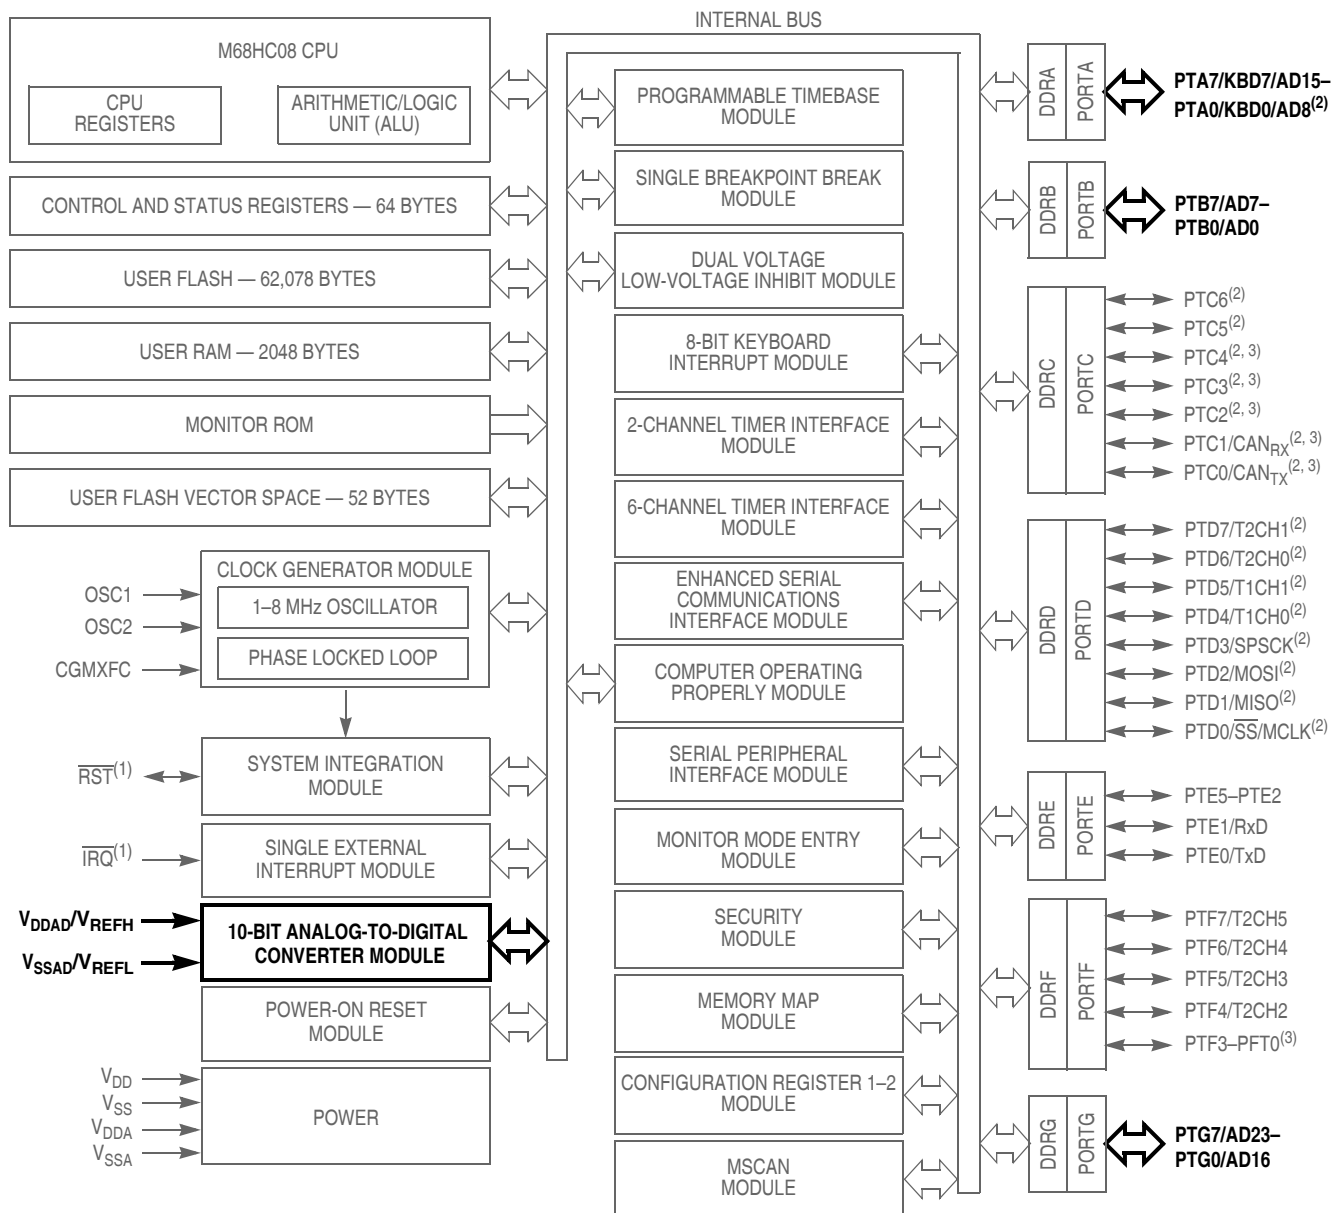 INTERNAL BUS
M68HC08 CPU
CPU
REGISTERS
ARITHMETIC/LOGIC
UNIT (ALU)
CONTROL AND STATUS REGISTERS — 64 BYTES
USER FLASH — 62,078 BYTES
USER RAM — 2048 BYTES
MONITOR ROM
USER FLASH VECTOR SPACE — 52 BYTES
CLOCK GENERATOR MODULE
1–8 MHz OSCILLATOR
PHASE LOCKED LOOP
OSC1
OSC2
CGMXFC
SYSTEM INTEGRATION
MODULE
RST(1)
SINGLE EXTERNAL
INTERRUPT MODULE
IRQ(1)
10-BIT ANALOG-TO-DIGITAL
CONVERTER MODULE
VDDAD/VREFH
VSSAD/VREFL
POWER-ON RESET
MODULE
POWER
VDD
VSS
VDDA
VSSA
PROGRAMMABLE TIMEBASE
MODULE
SINGLE BREAKPOINT BREAK
MODULE
DUAL VOLTAGE
LOW-VOLTAGE INHIBIT MODULE
8-BIT KEYBOARD
INTERRUPT MODULE
2-CHANNEL TIMER INTERFACE
MODULE
6-CHANNEL TIMER INTERFACE
MODULE
ENHANCED SERIAL
COMMUNICATIONS
INTERFACE MODULE
COMPUTER OPERATING
PROPERLY MODULE
SERIAL PERIPHERAL
INTERFACE MODULE
MONITOR MODE ENTRY
MODULE
SECURITY
MODULE
MEMORY MAP
MODULE
CONFIGURATION REGISTER 1–2
MODULE
MSCAN
MODULE
DDRA
PORTA
PTA7/KBD7/AD15–
PTA0/KBD0/AD8(2)
DDRB
PORTB
PTB7/AD7–
PTB0/AD0
DDRC
PORTC
PTC6(2)
PTC5(2)
PTC4(2, 3)
PTC3(2, 3)
PTC2(2, 3)
PTC1/CANRX(2, 3)
PTC0/CANTX(2, 3)
DDRD
PORTD
PTD7/T2CH1(2)
PTD6/T2CH0(2)
PTD5/T1CH1(2)
PTD4/T1CH0(2)
PTD3/SPSCK(2)
PTD2/MOSI(2)
PTD1/MISO(2)
PTD0/SS/MCLK(2)
DDRE
PORTE
PTE5–PTE2
PTE1/RxD
PTE0/TxD
DDRF
PORTF
PTF7/T2CH5
PTF6/T2CH4
PTF5/T2CH3
PTF4/T2CH2
PTF3–PFT0(3)
DDRG
PORTG
PTG7/AD23–
PTG0/AD16